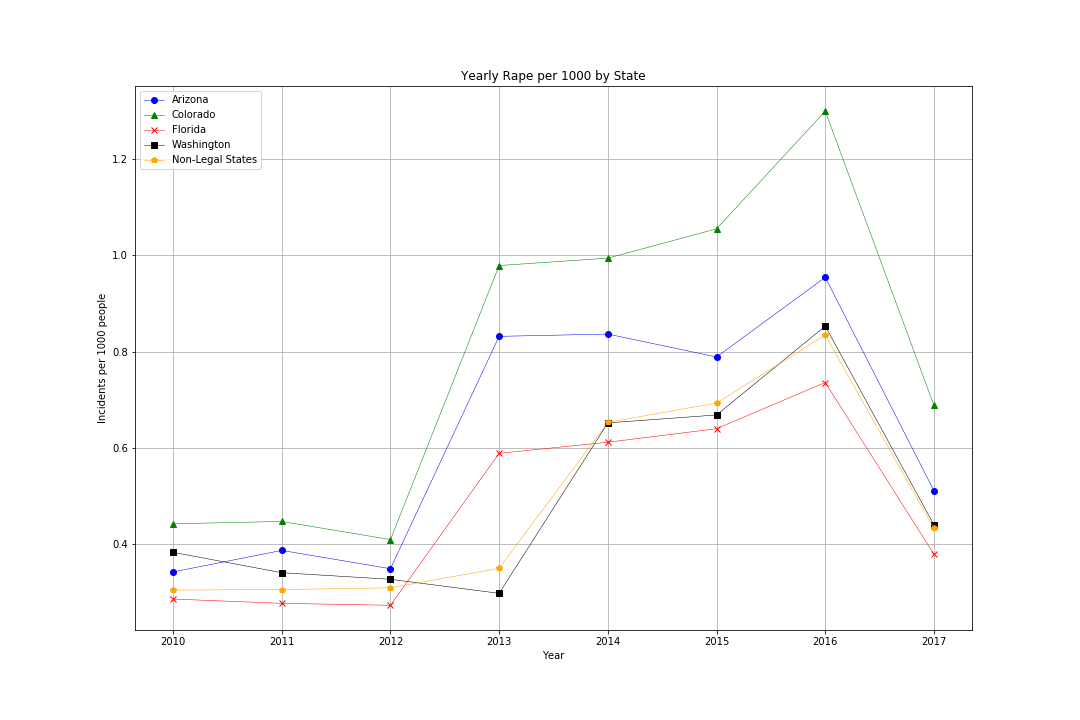 Yearly Rape per 1000 by State
Arizona
Colorado
Florida
Washington
Non-Legal States
1.2
1.0
0.8
0.6
0.4
Incidents per 1000 people
2010 2011 2012 2013 2014 2015 2016 2017
Year